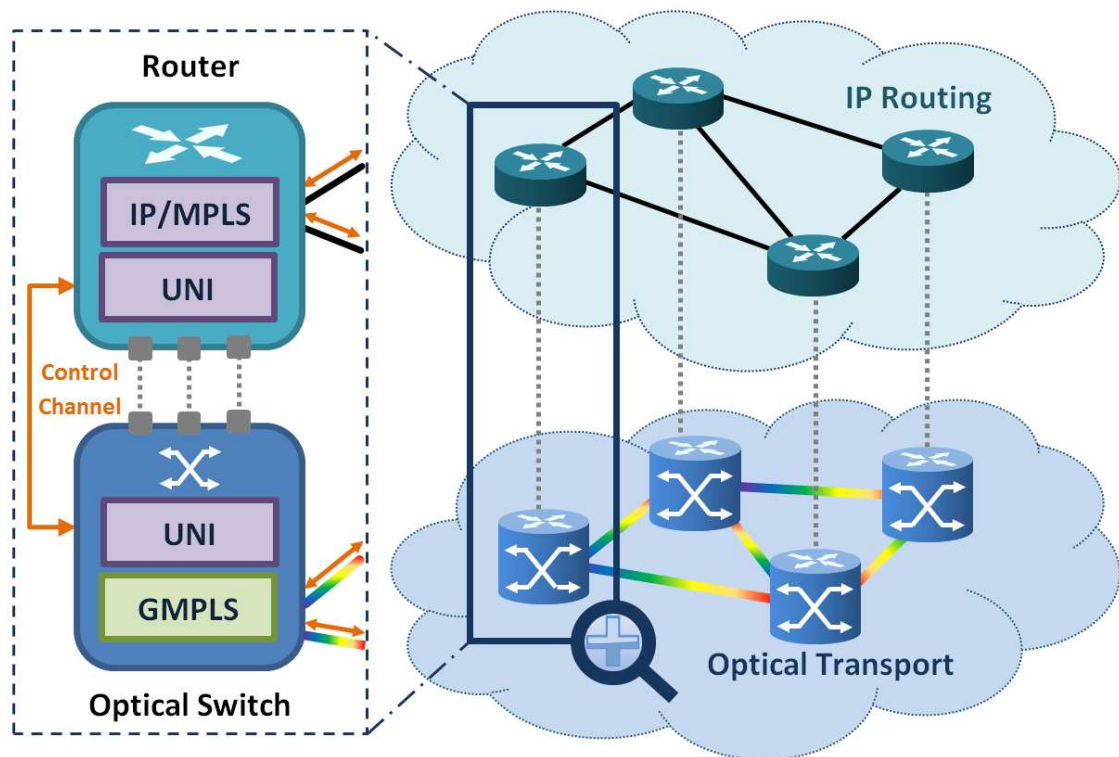 Router
IP/MPLS
UNI
Control
Channel
UNI
GMPLS
Optical Switch
IP Routing
Optical Transport